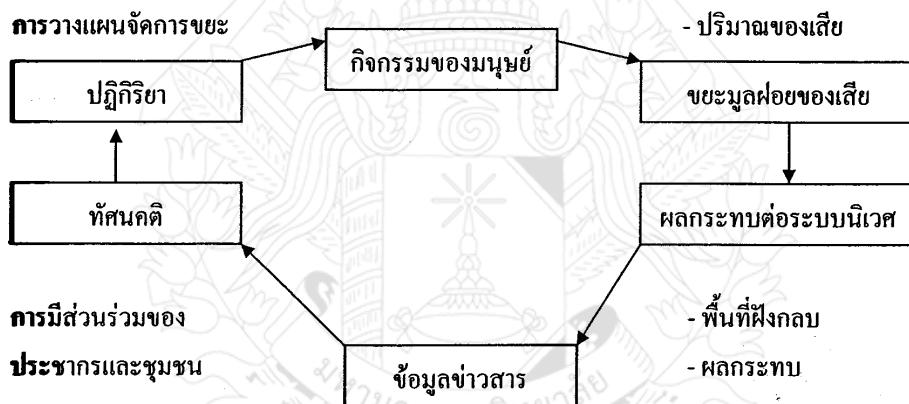 การวางแผนจัดการขยะ
- ปริมาณของเสีย
กิจกรรมของมนุษย์
ปฏิกิริยา
ขยะมูลฝอยของเสีย
ทัศนคติ
ผลกระทบต่อระบบนิเวศ
การมีส่วนร่วมของ
- พื้นที่ฝังกลบ
ประชากรและชุมชน
- ผลกระทบ
ข้อมูลข่าวสาร